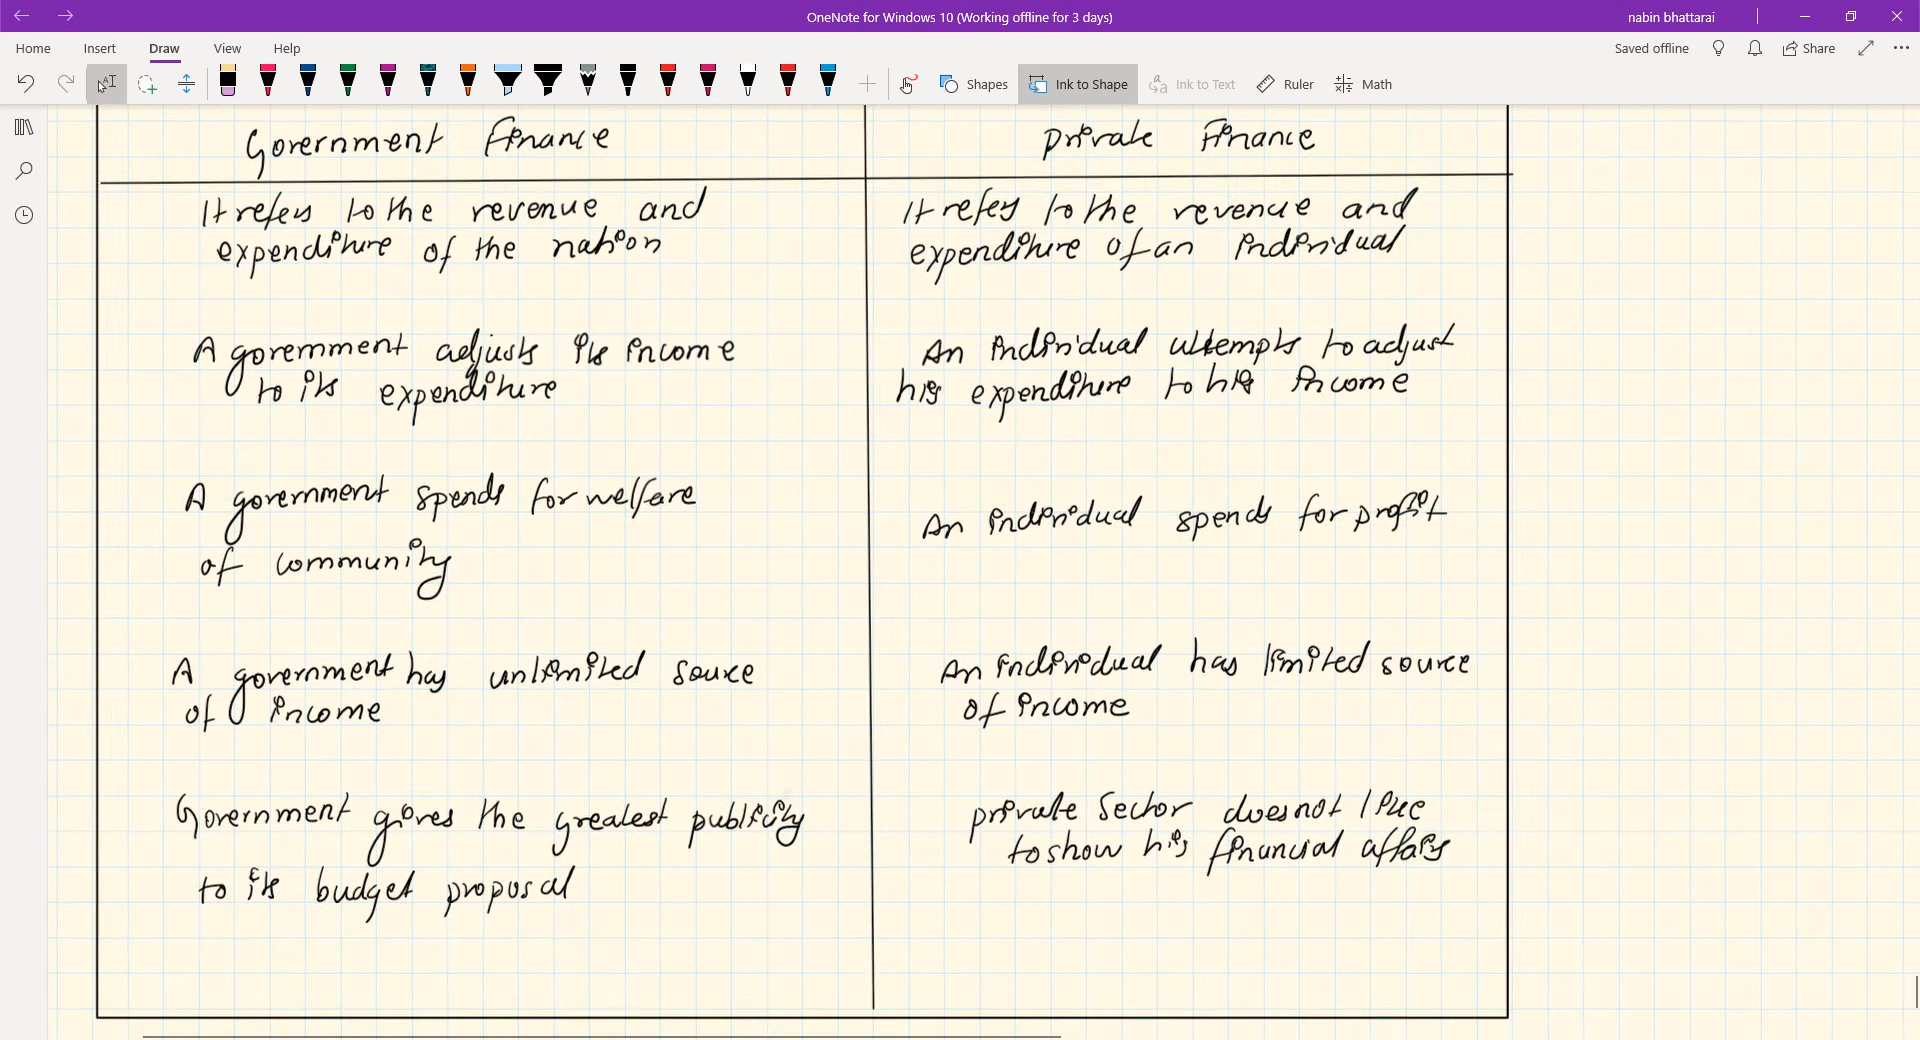 OneNote for Windows 10 (Working offline for 3 days)
nabin bhattarai
Home Insert Draw View Help
Saved offline Share
Shapes Ink to Shape Ink to Text Ruler Math
Government Finance
private Finance
It refers to the revenue and
expenditure of the nation
It refers to the revenue and
expenditure of an individual
A government adjusts its income
to its expenditure
An individual attempts to adjust
his expenditure to his income
A government spends for welfare
of community
An individual spends for profit
A government has unlimited source
of income
An individual has limited source
of income
Government gives the greatest publicity
to its budget proposal
private sector does not like
to show his financial affairs